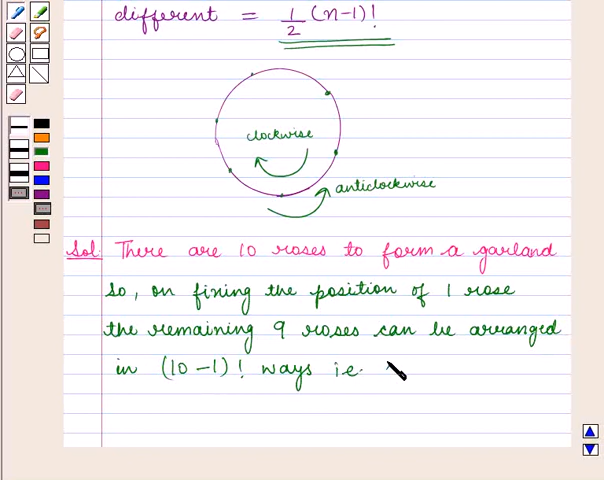 different = 1/2 (n-1)!
clockwise
anticlockwise
Sol: There are 10 roses to form a garland
So, on fixing the position of 1 rose
the remaining 9 roses can be arranged
in (10-1)! ways i.e.